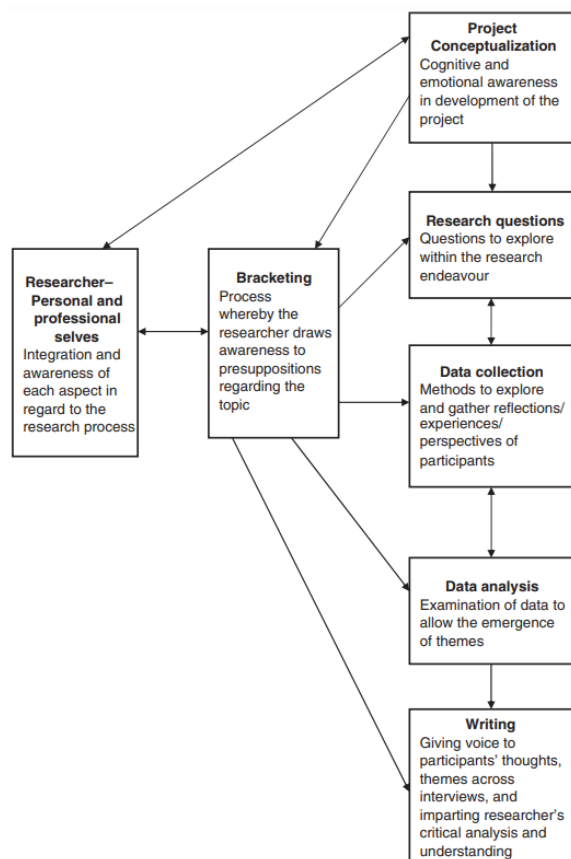 Project
Conceptualization
Cognitive and
emotional awareness
in development of the
project
Research questions
Questions to explore
within the research
endeavour
Researcher–
Personal and
professional
selves
Integration and
awareness of
each aspect in
regard to the
research process
Bracketing
Process
whereby the
researcher draws
awareness to
presuppositions
regarding the
topic
Data collection
Methods to explore
and gather reflections/
experiences/
perspectives of
participants
Data analysis
Examination of data to
allow the emergence
of themes
Writing
Giving voice to
participants’ thoughts,
themes across
interviews, and
imparting researcher’s
critical analysis and
understanding